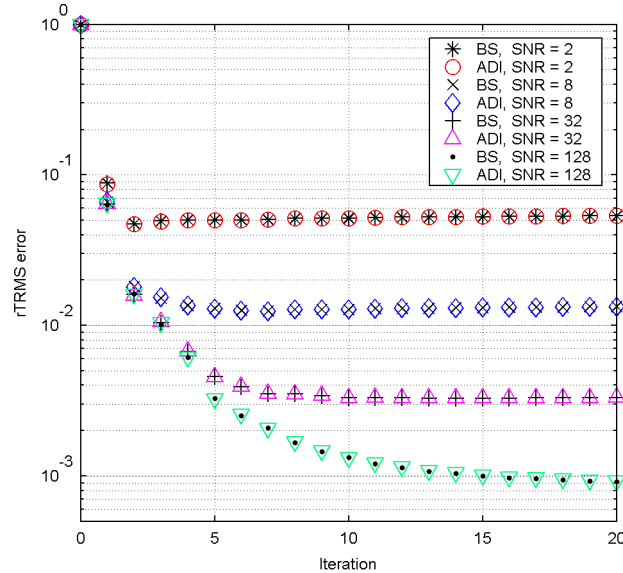 10^0
BS, SNR = 2
ADI, SNR = 2
BS, SNR = 8
ADI, SNR = 8
BS, SNR = 32
ADI, SNR = 32
BS, SNR = 128
ADI, SNR = 128
10^-1
rTRMS error
10^-2
10^-3
0 5 10 15 20
Iteration